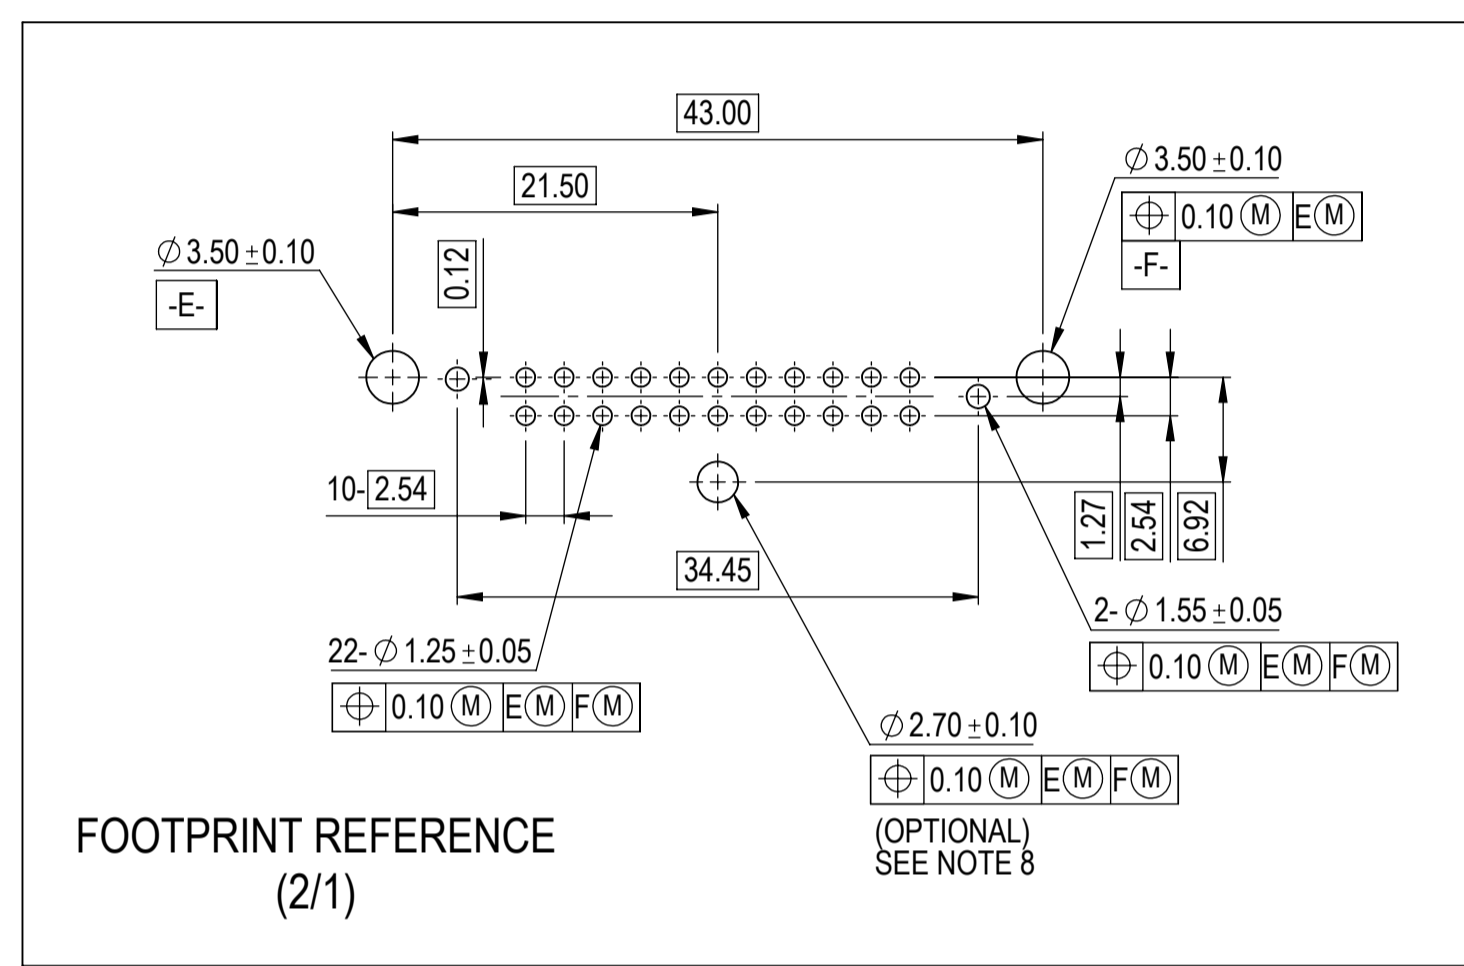 43.00
21.50
⌀ 3.50 ±0.10
⌖ 0.10 Ⓜ E Ⓜ
-F-
⌀ 3.50 ±0.10
-E-
0.12
10- 2.54
34.45
1.27
2.54
6.92
22- ⌀ 1.25 ±0.05
⌖ 0.10 Ⓜ E Ⓜ F Ⓜ
2- ⌀ 1.55 ±0.05
⌖ 0.10 Ⓜ E Ⓜ F Ⓜ
⌀ 2.70 ±0.10
⌖ 0.10 Ⓜ E Ⓜ F Ⓜ
(OPTIONAL)
SEE NOTE 8
FOOTPRINT REFERENCE
(2/1)